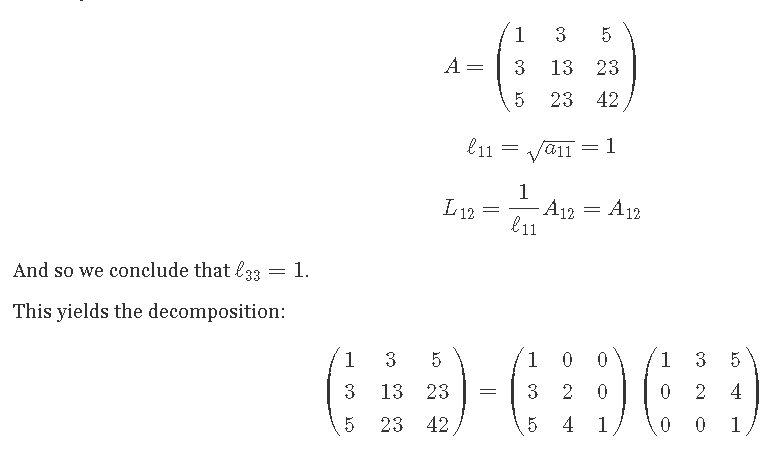 A = \begin{pmatrix} 1 & 3 & 5 \\ 3 & 13 & 23 \\ 5 & 23 & 42 \end{pmatrix}
\ell_{11} = \sqrt{a_{11}} = 1
L_{12} = \frac{1}{\ell_{11}} A_{12} = A_{12}
And so we conclude that \ell_{33} = 1.
This yields the decomposition:
\begin{pmatrix} 1 & 3 & 5 \\ 3 & 13 & 23 \\ 5 & 23 & 42 \end{pmatrix} = \begin{pmatrix} 1 & 0 & 0 \\ 3 & 2 & 0 \\ 5 & 4 & 1 \end{pmatrix} \begin{pmatrix} 1 & 3 & 5 \\ 0 & 2 & 4 \\ 0 & 0 & 1 \end{pmatrix}